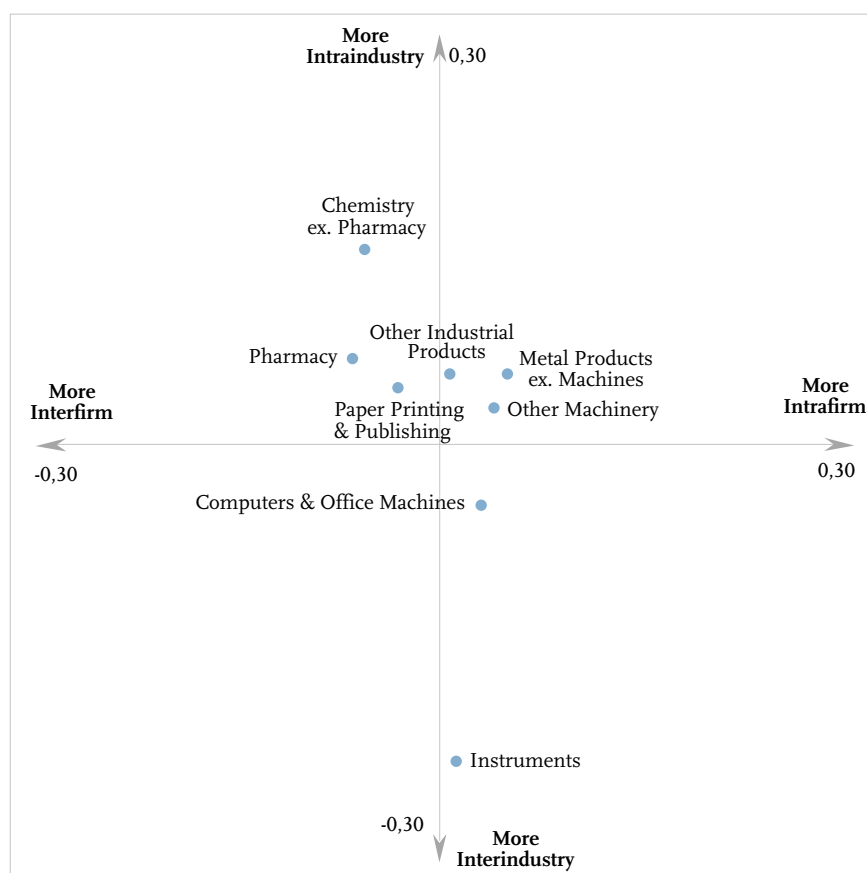 More
Intraindustry
0,30
Chemistry
ex. Pharmacy
Other Industrial
Products
Pharmacy
Metal Products
ex. Machines
More
Interfirm
More
Intrafirm
Paper Printing
& Publishing
Other Machinery
-0,30
0,30
Computers & Office Machines
Instruments
-0,30
More
Interindustry